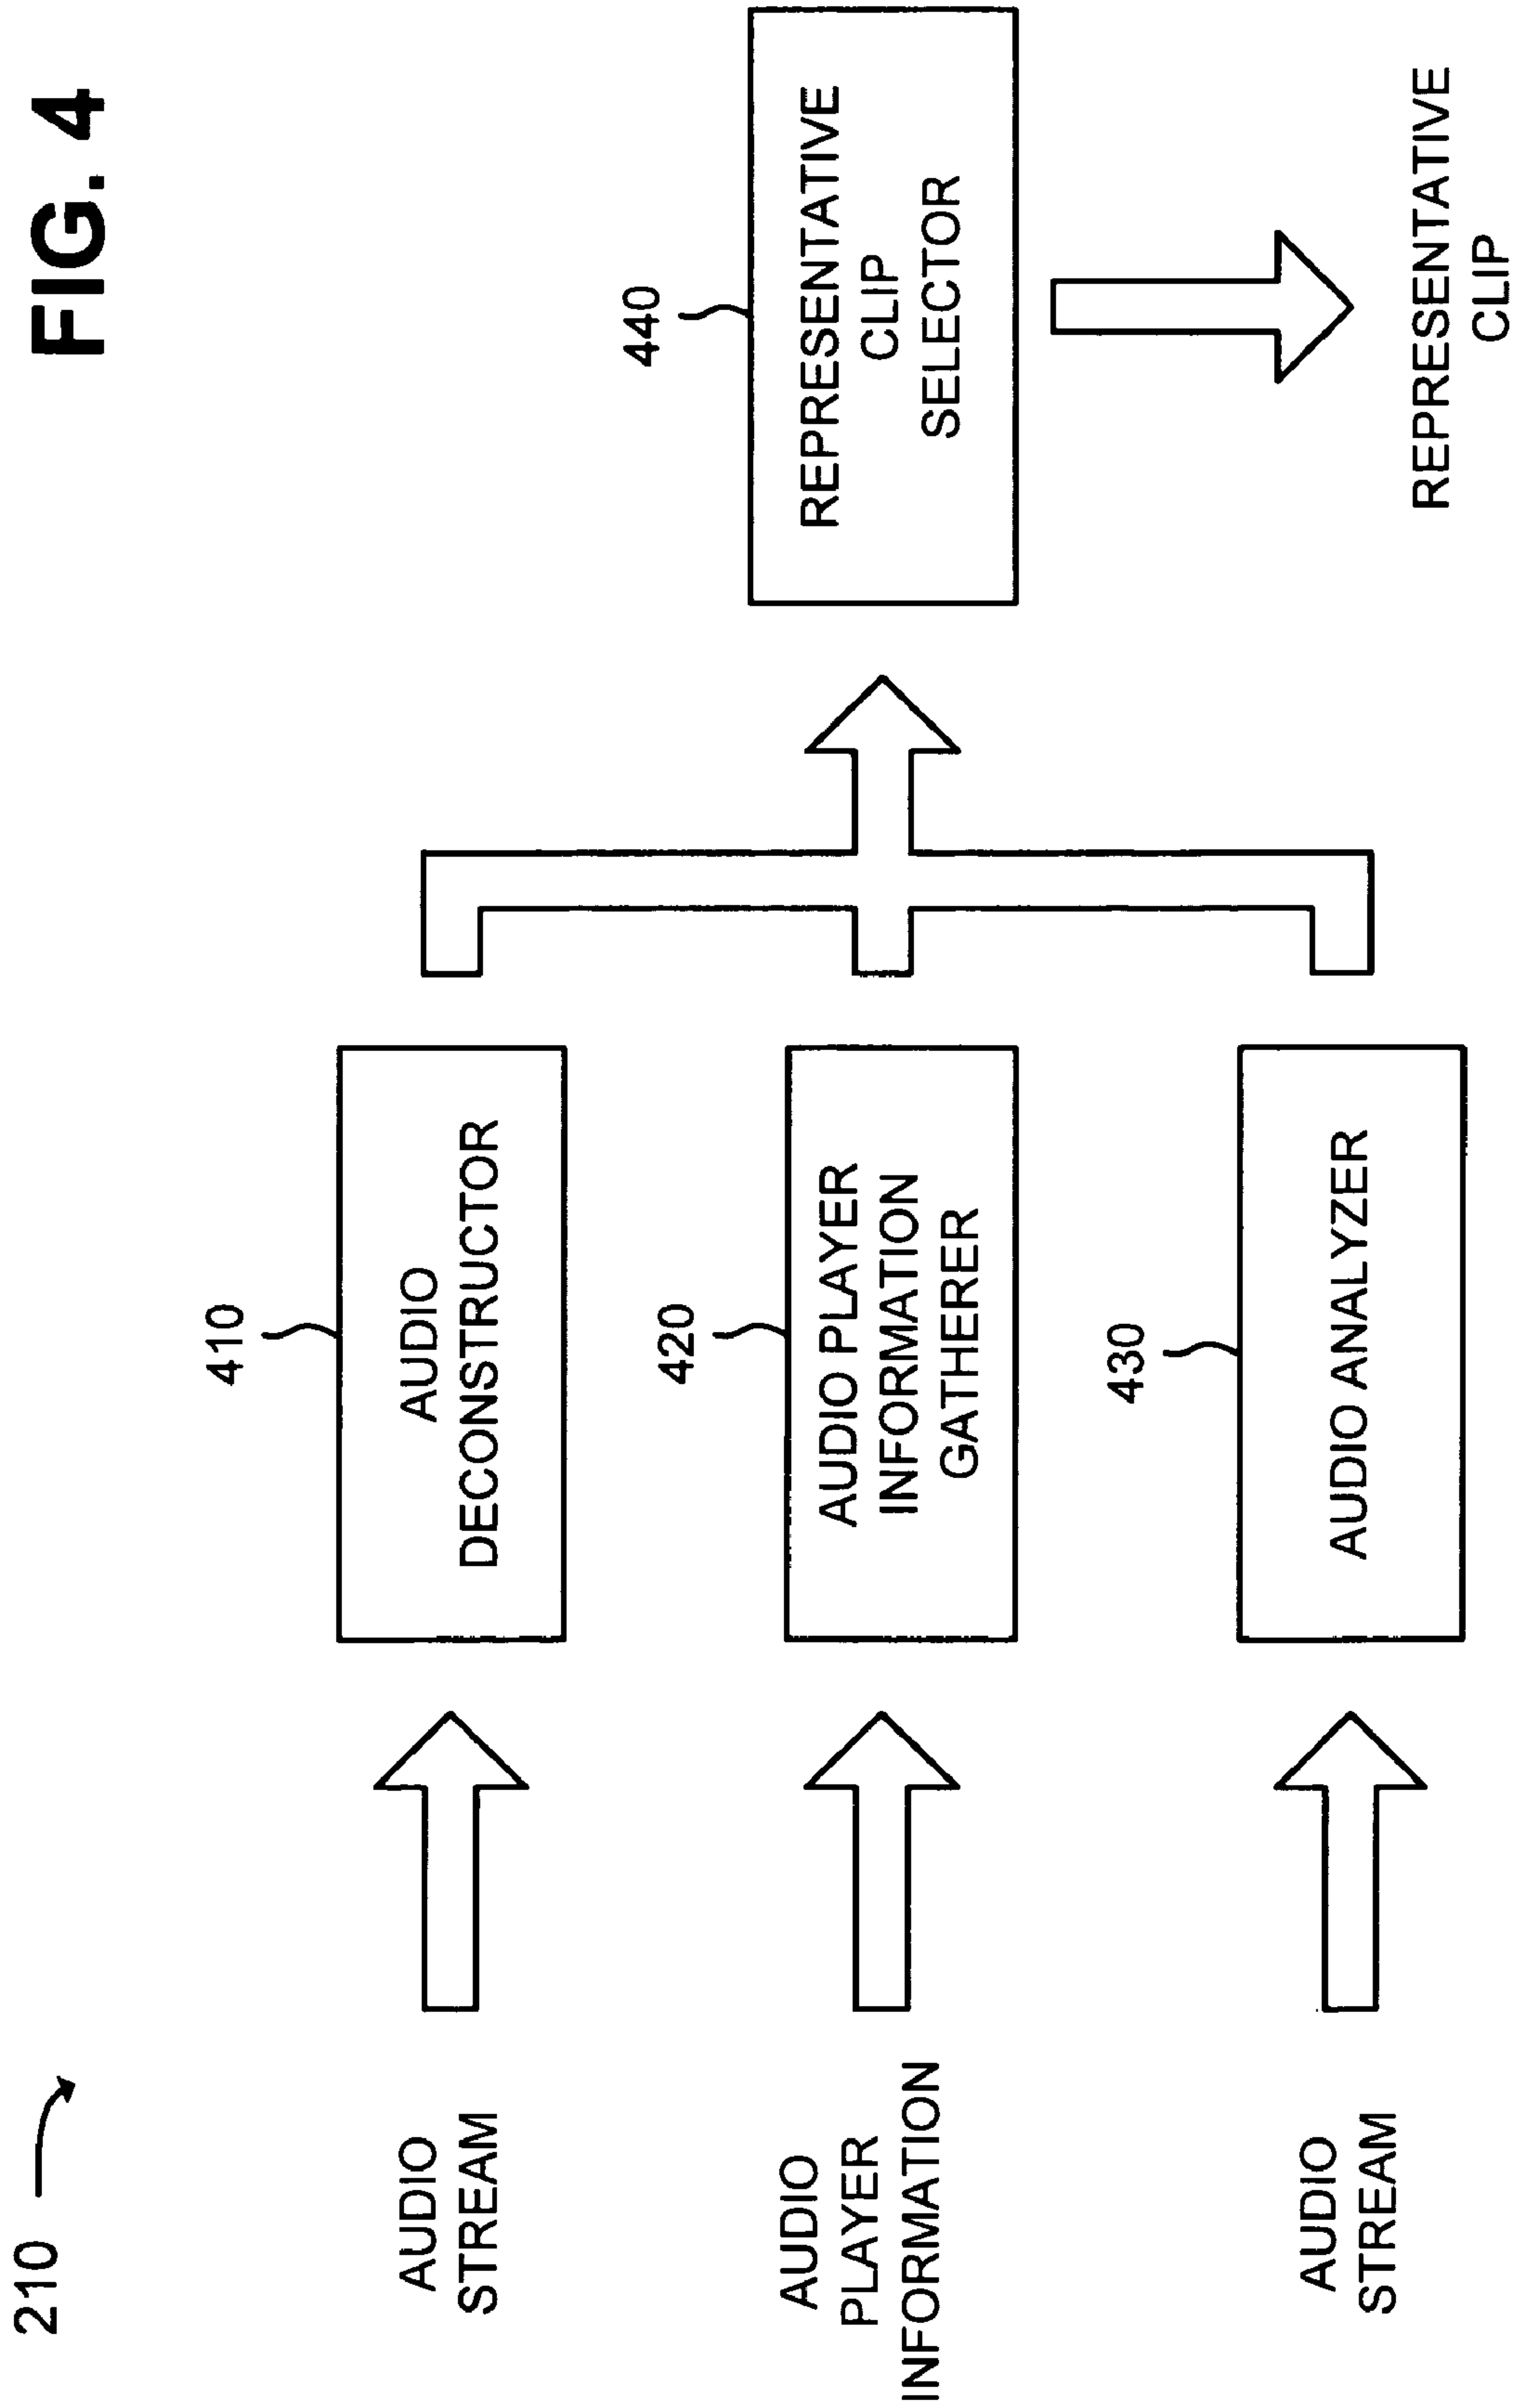 FIG. 4
210
AUDIO
STREAM
410
AUDIO
DECONSTRUCTOR
AUDIO
PLAYER
INFORMATION
420
AUDIO PLAYER
INFORMATION
GATHERER
440
REPRESENTATIVE
CLIP
SELECTOR
AUDIO
STREAM
430
AUDIO ANALYZER
REPRESENTATIVE
CLIP